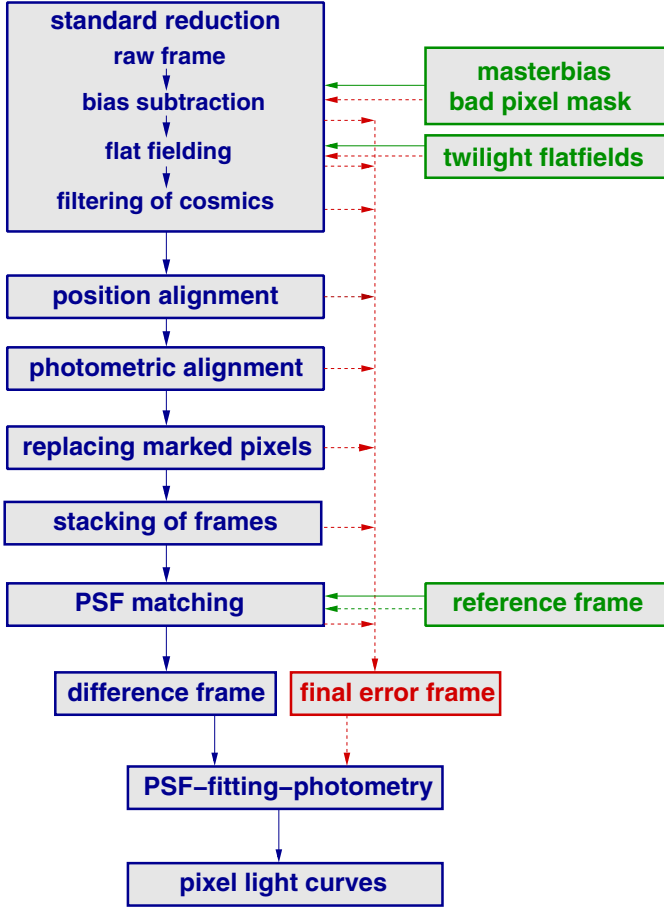 standard reduction
raw frame
bias subtraction
flat fielding
filtering of cosmics
masterbias
bad pixel mask
twilight flatfields
position alignment
photometric alignment
replacing marked pixels
stacking of frames
PSF matching
reference frame
difference frame
final error frame
PSF−fitting−photometry
pixel light curves